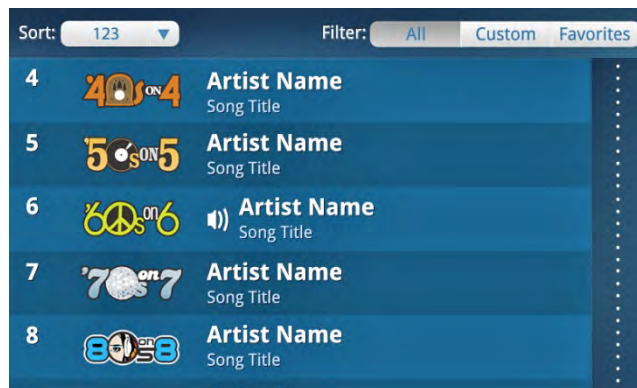 Sort: 123 Filter: All Custom Favorites
4 '40s ON 4 Artist Name
Song Title
5 '50s ON 5 Artist Name
Song Title
6 '60s on 6 Artist Name
Song Title
7 '70s on 7 Artist Name
Song Title
8 80s on 8 Artist Name
Song Title